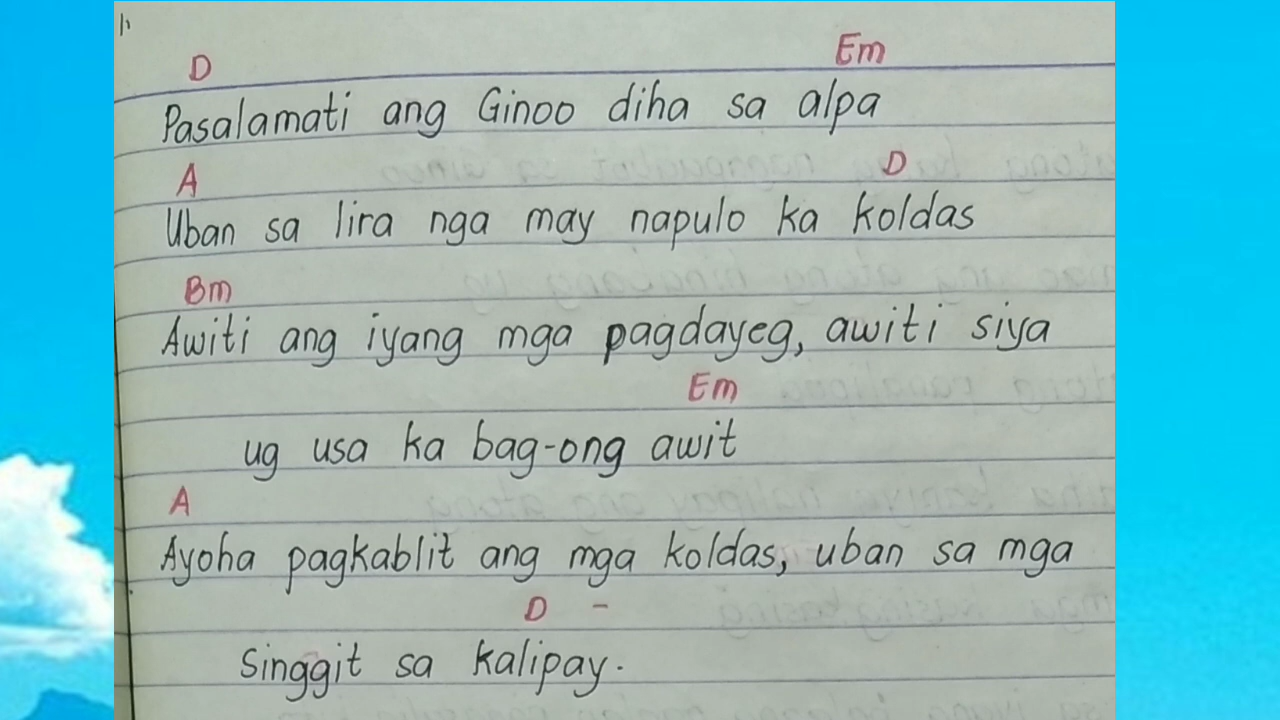 D Em
Pasalamati ang Ginoo diha sa alpa
A D
Uban sa lira nga may napulo ka koldas
Bm
Awiti ang iyang mga pagdayeg, awiti siya
Em
ug usa ka bag-ong awit
A
Ayoha pagkablit ang mga koldas, uban sa mga
D -
Singgit sa kalipay.